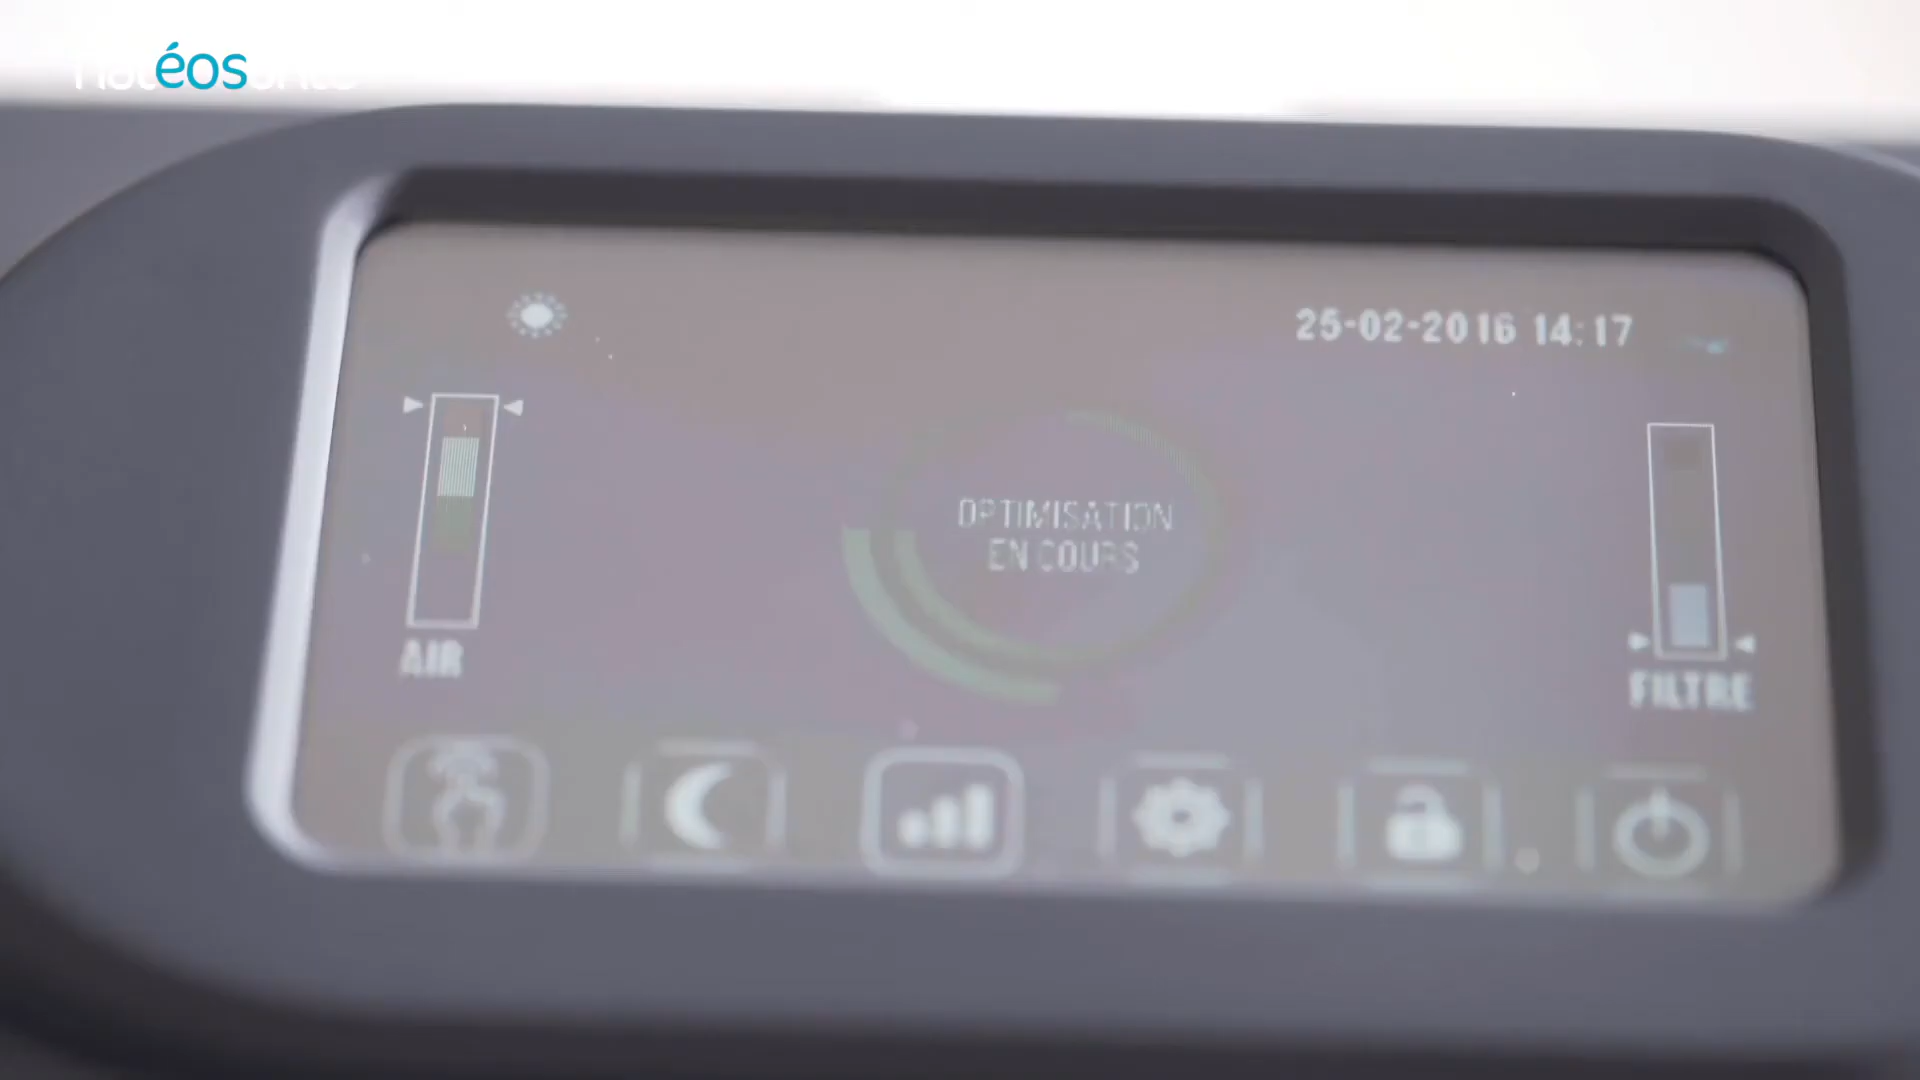 éos
25-02-2016 14:17
OPTIMISATION
EN COURS
AIR
FILTRE